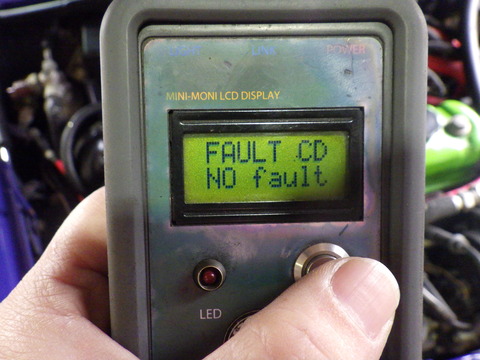 LINK POWER
MINI-MONI LCD DISPLAY
FAULT CD
NO fault
LED